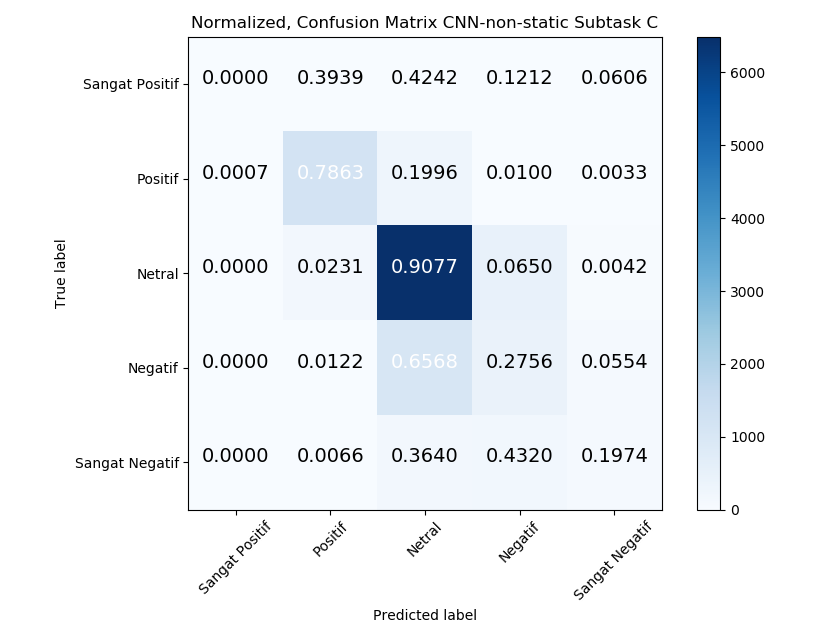 Normalized, Confusion Matrix CNN-non-static Subtask C
Sangat Positif 0.0000 0.3939 0.4242 0.1212 0.0606
Positif 0.0007 0.7863 0.1996 0.0100 0.0033
Netral 0.0000 0.0231 0.9077 0.0650 0.0042
Negatif 0.0000 0.0122 0.6568 0.2756 0.0554
Sangat Negatif 0.0000 0.0066 0.3640 0.4320 0.1974
True label
Sangat Positif Positif Netral Negatif Sangat Negatif
Predicted label
6000
5000
4000
3000
2000
1000
0